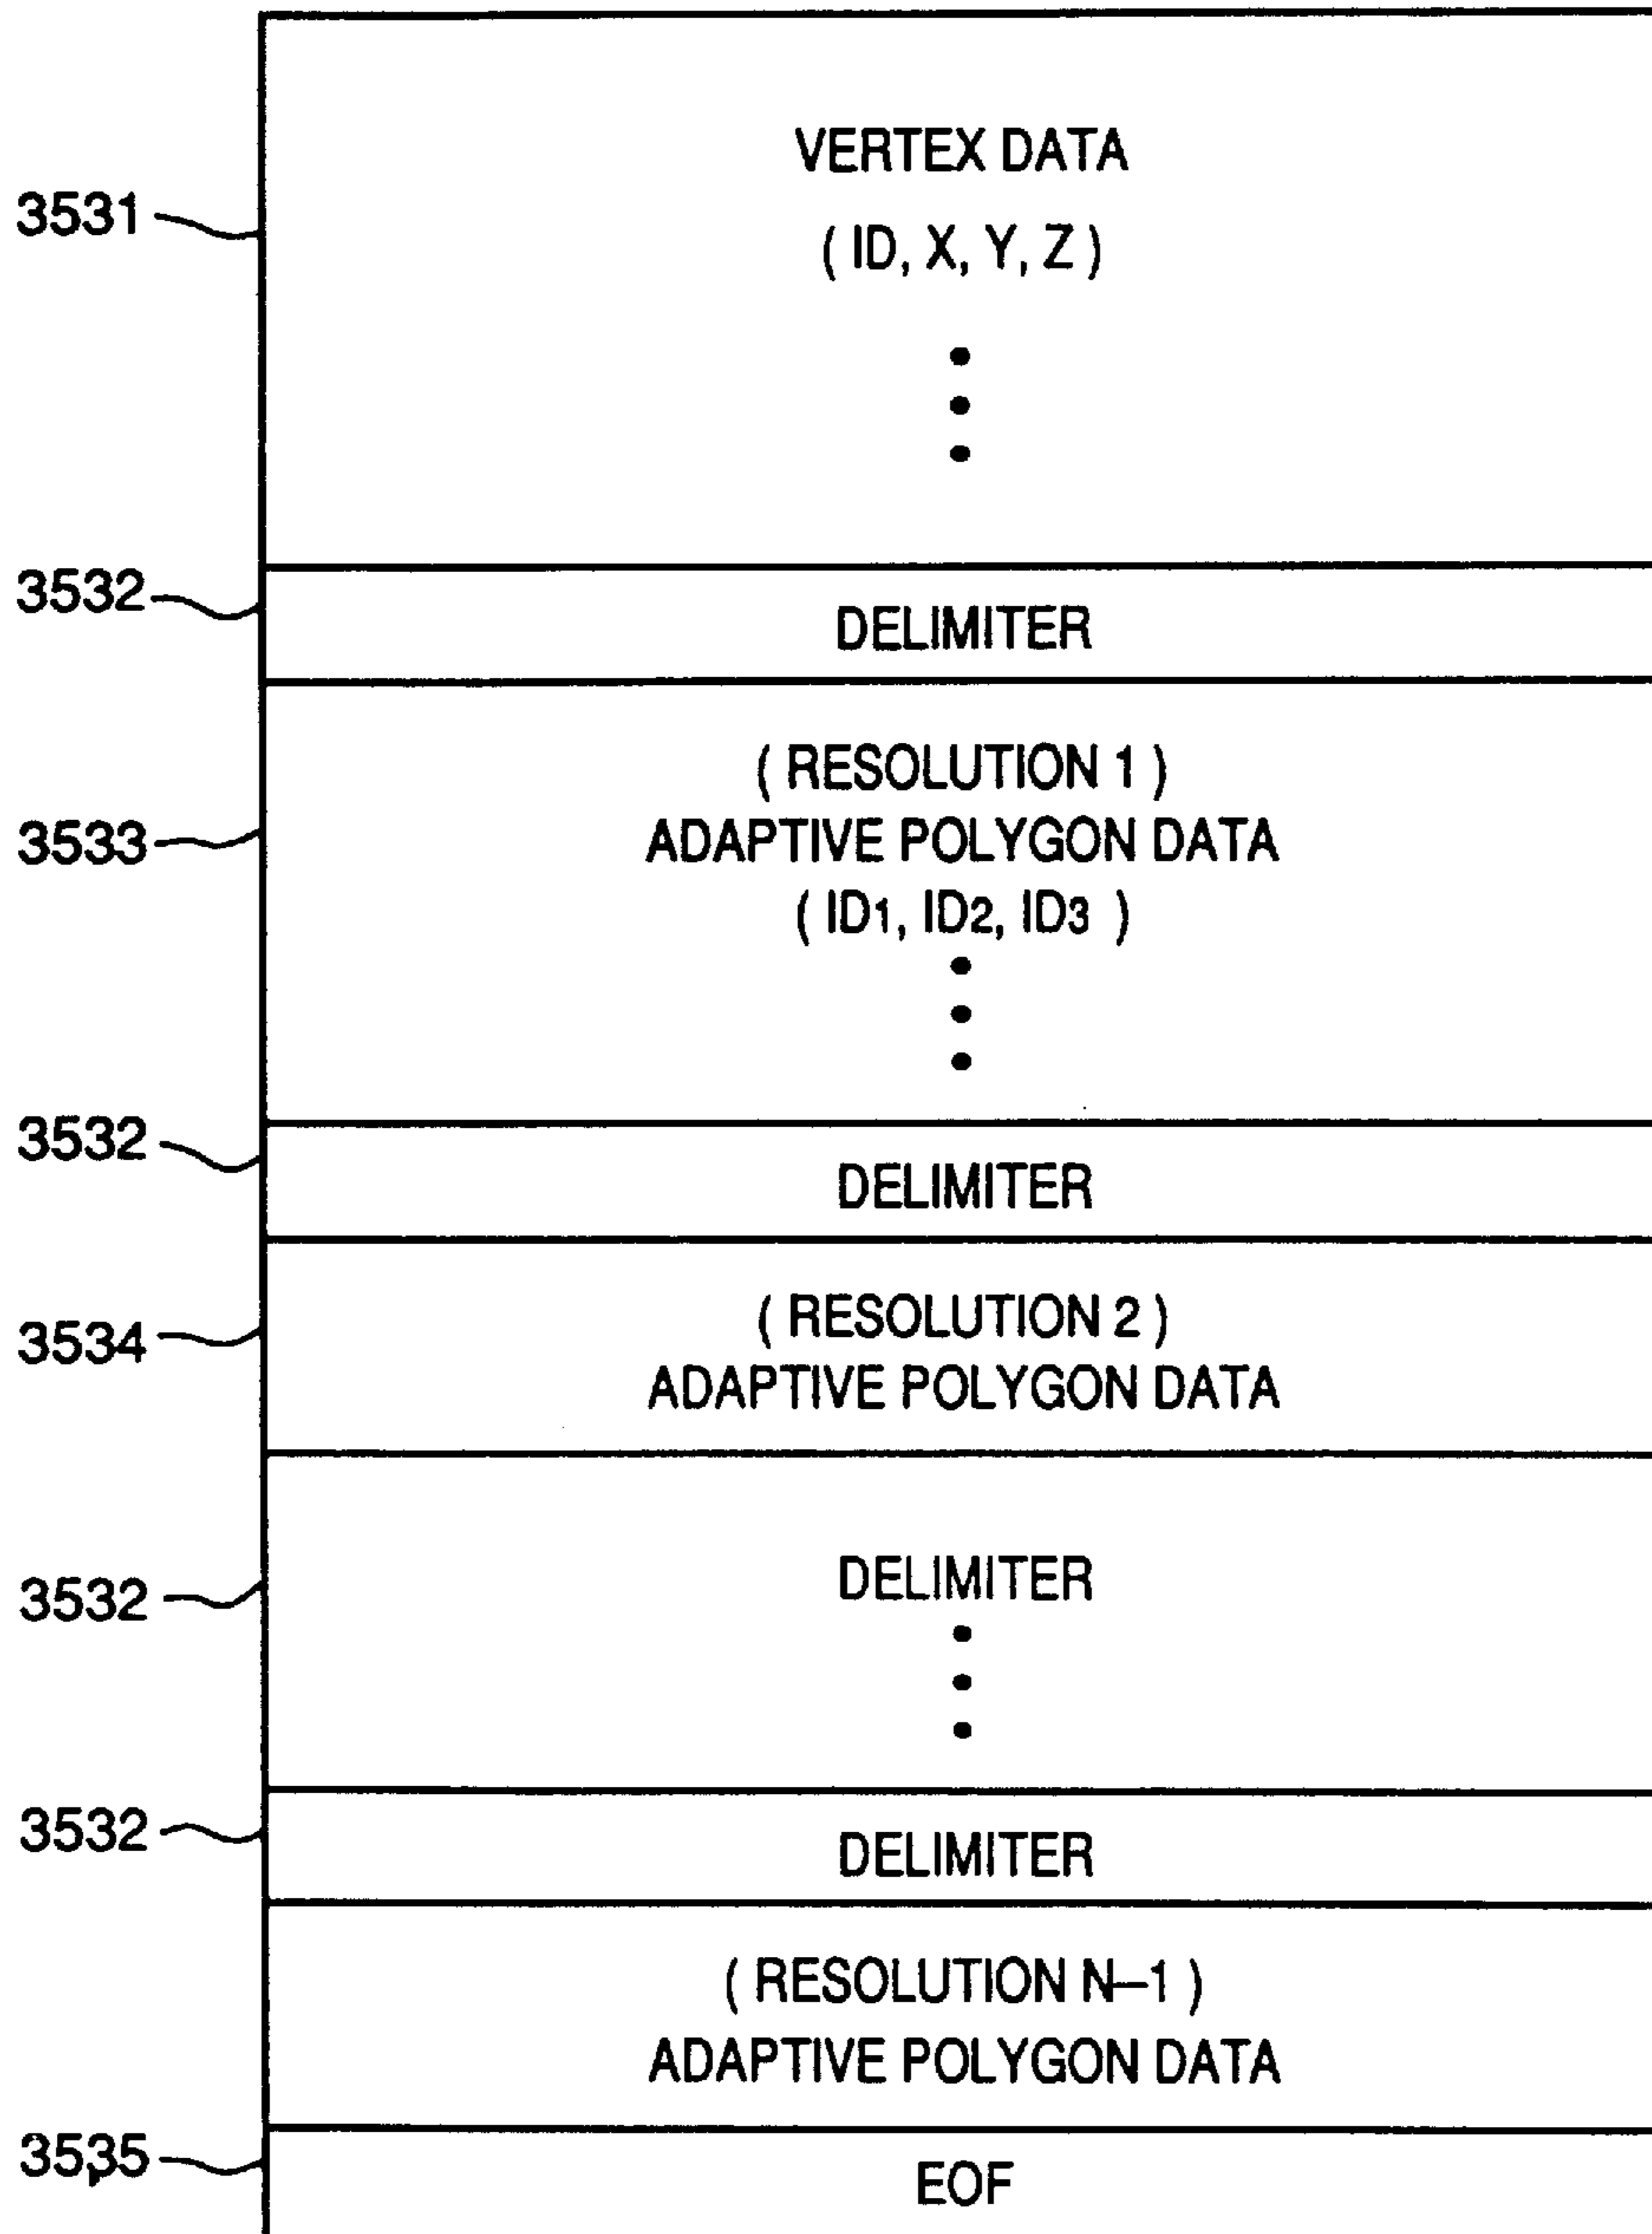 VERTEX DATA
3531
( ID, X, Y, Z )
3532
DELIMITER
( RESOLUTION 1 )
3533
ADAPTIVE POLYGON DATA
( ID1, ID2, ID3 )
3532
DELIMITER
( RESOLUTION 2 )
3534
ADAPTIVE POLYGON DATA
3532
DELIMITER
3532
DELIMITER
( RESOLUTION N–1 )
ADAPTIVE POLYGON DATA
3535
EOF